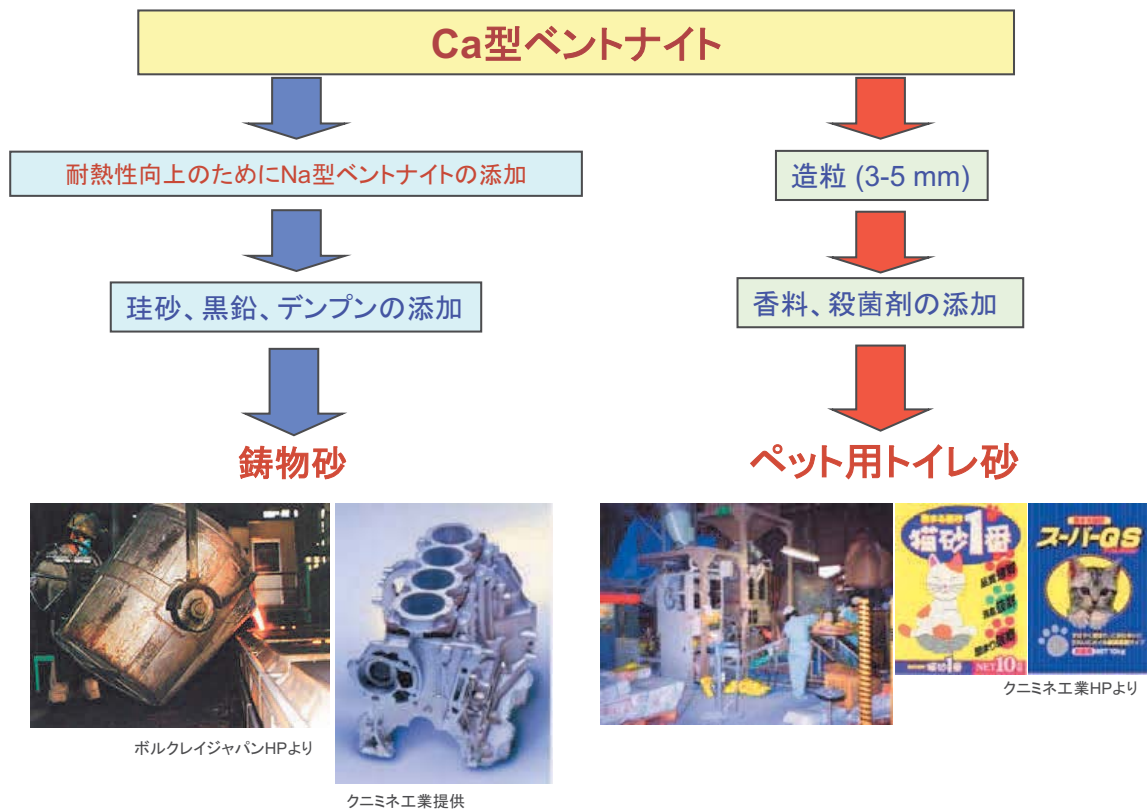 Ca型ベントナイト
耐熱性向上のためにNa型ベントナイトの添加
造粒 (3-5 mm)
珪砂、黒鉛、デンプンの添加
香料、殺菌剤の添加
鋳物砂
ペット用トイレ砂
猫砂1番
NET10
スーパーQS
NET10kg
ボルクレイジャパンHPより
クニミネ工業HPより
クニミネ工業提供